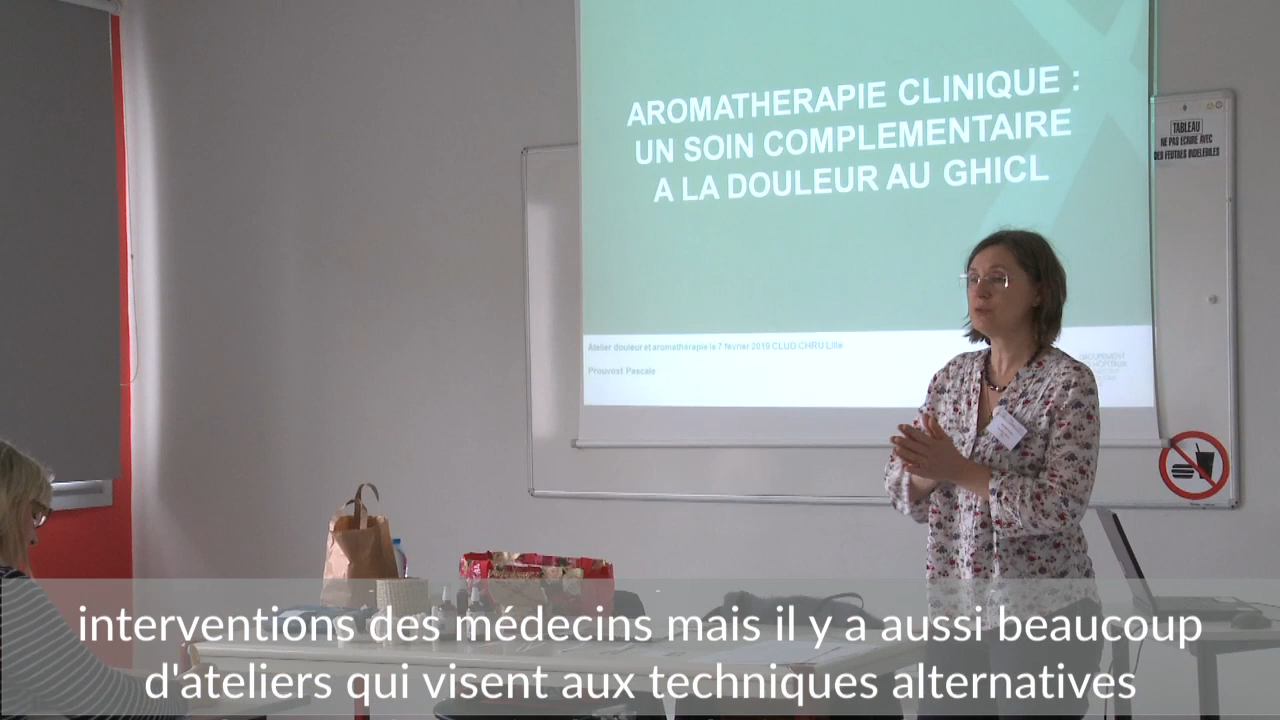 AROMATHERAPIE CLINIQUE :
UN SOIN COMPLEMENTAIRE
A LA DOULEUR AU GHICL
TABLEAU
NE PAS ECRIRE AVEC
DES FEUTRES INDELEBILES
Atelier douleur et aromathérapie le 7 février 2019 CLUD CHRU Lille
Prouvost Pascale
GROUPEMENT
interventions des médecins mais il y a aussi beaucoup
d'ateliers qui visent aux techniques alternatives